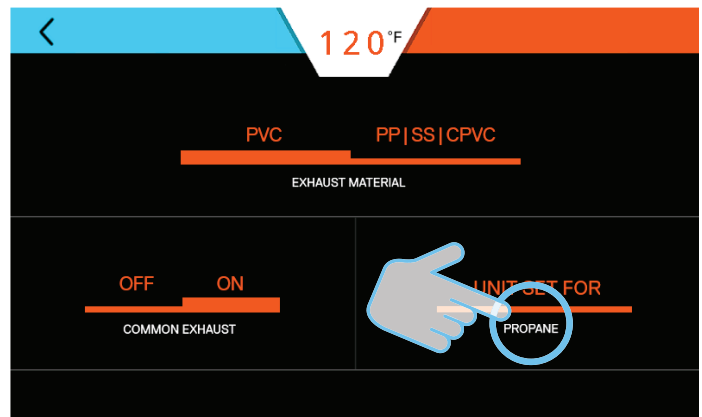 120°F
PVC PP|SS|CPVC
EXHAUST MATERIAL
OFF ON
COMMON EXHAUST
UNIT SET FOR
PROPANE